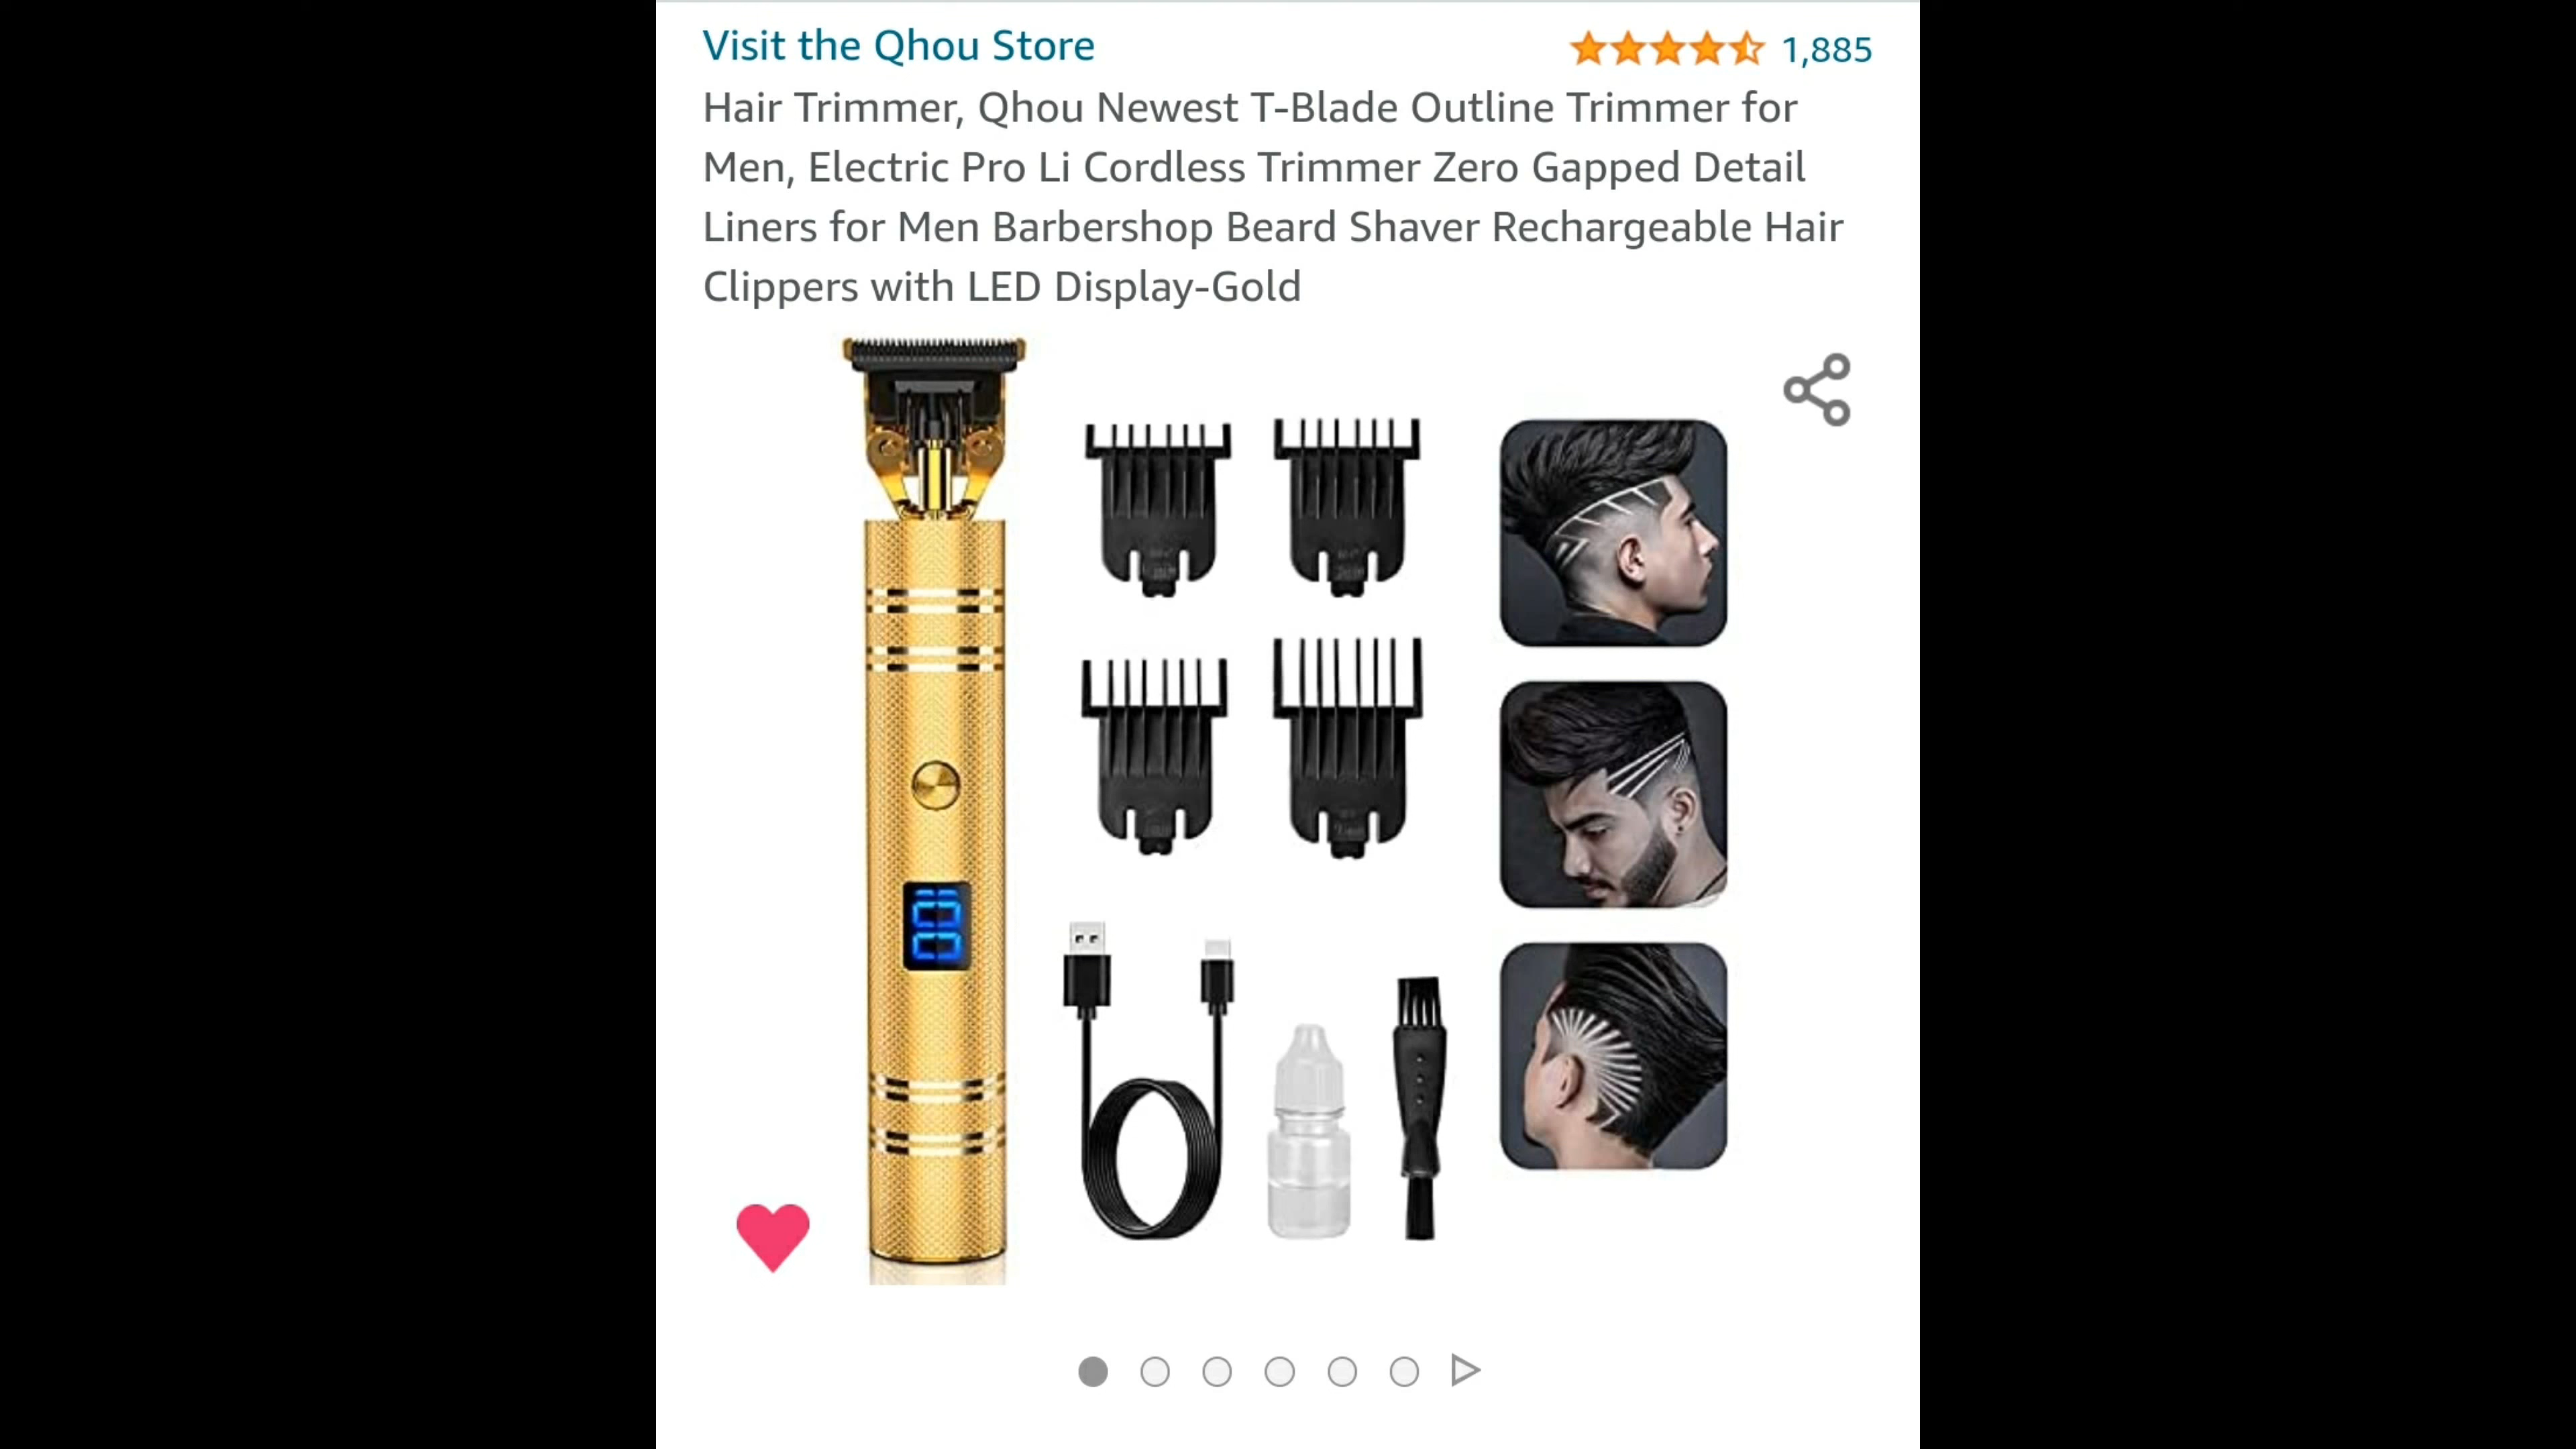 Visit the Qhou Store
1,885
Hair Trimmer, Qhou Newest T-Blade Outline Trimmer for
Men, Electric Pro Li Cordless Trimmer Zero Gapped Detail
Liners for Men Barbershop Beard Shaver Rechargeable Hair
Clippers with LED Display-Gold